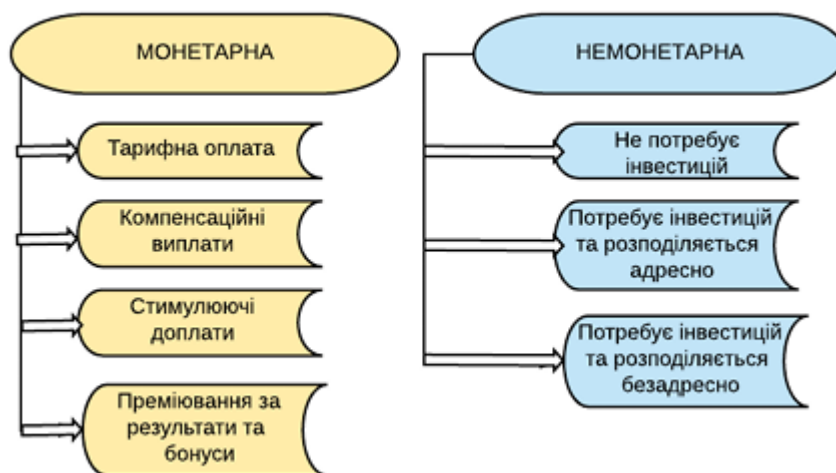 МОНЕТАРНА
Тарифна оплата
Компенсаційні
виплати
Стимулюючі
доплати
Преміювання за
результати та
бонуси
НЕМОНЕТАРНА
Не потребує
інвестицій
Потребує інвестицій
та розподіляється
адресно
Потребує інвестицій
та розподіляється
безадресно